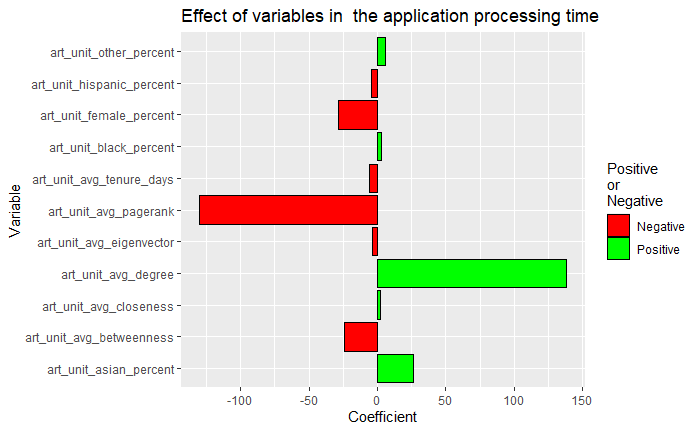 Effect of variables in  the application processing time
Variable
art_unit_other_percent
art_unit_hispanic_percent
art_unit_female_percent
art_unit_black_percent
art_unit_avg_tenure_days
art_unit_avg_pagerank
art_unit_avg_eigenvector
art_unit_avg_degree
art_unit_avg_closeness
art_unit_avg_betweenness
art_unit_asian_percent
-100 -50 0 50 100 150
Coefficient
Positive
or
Negative
Negative
Positive